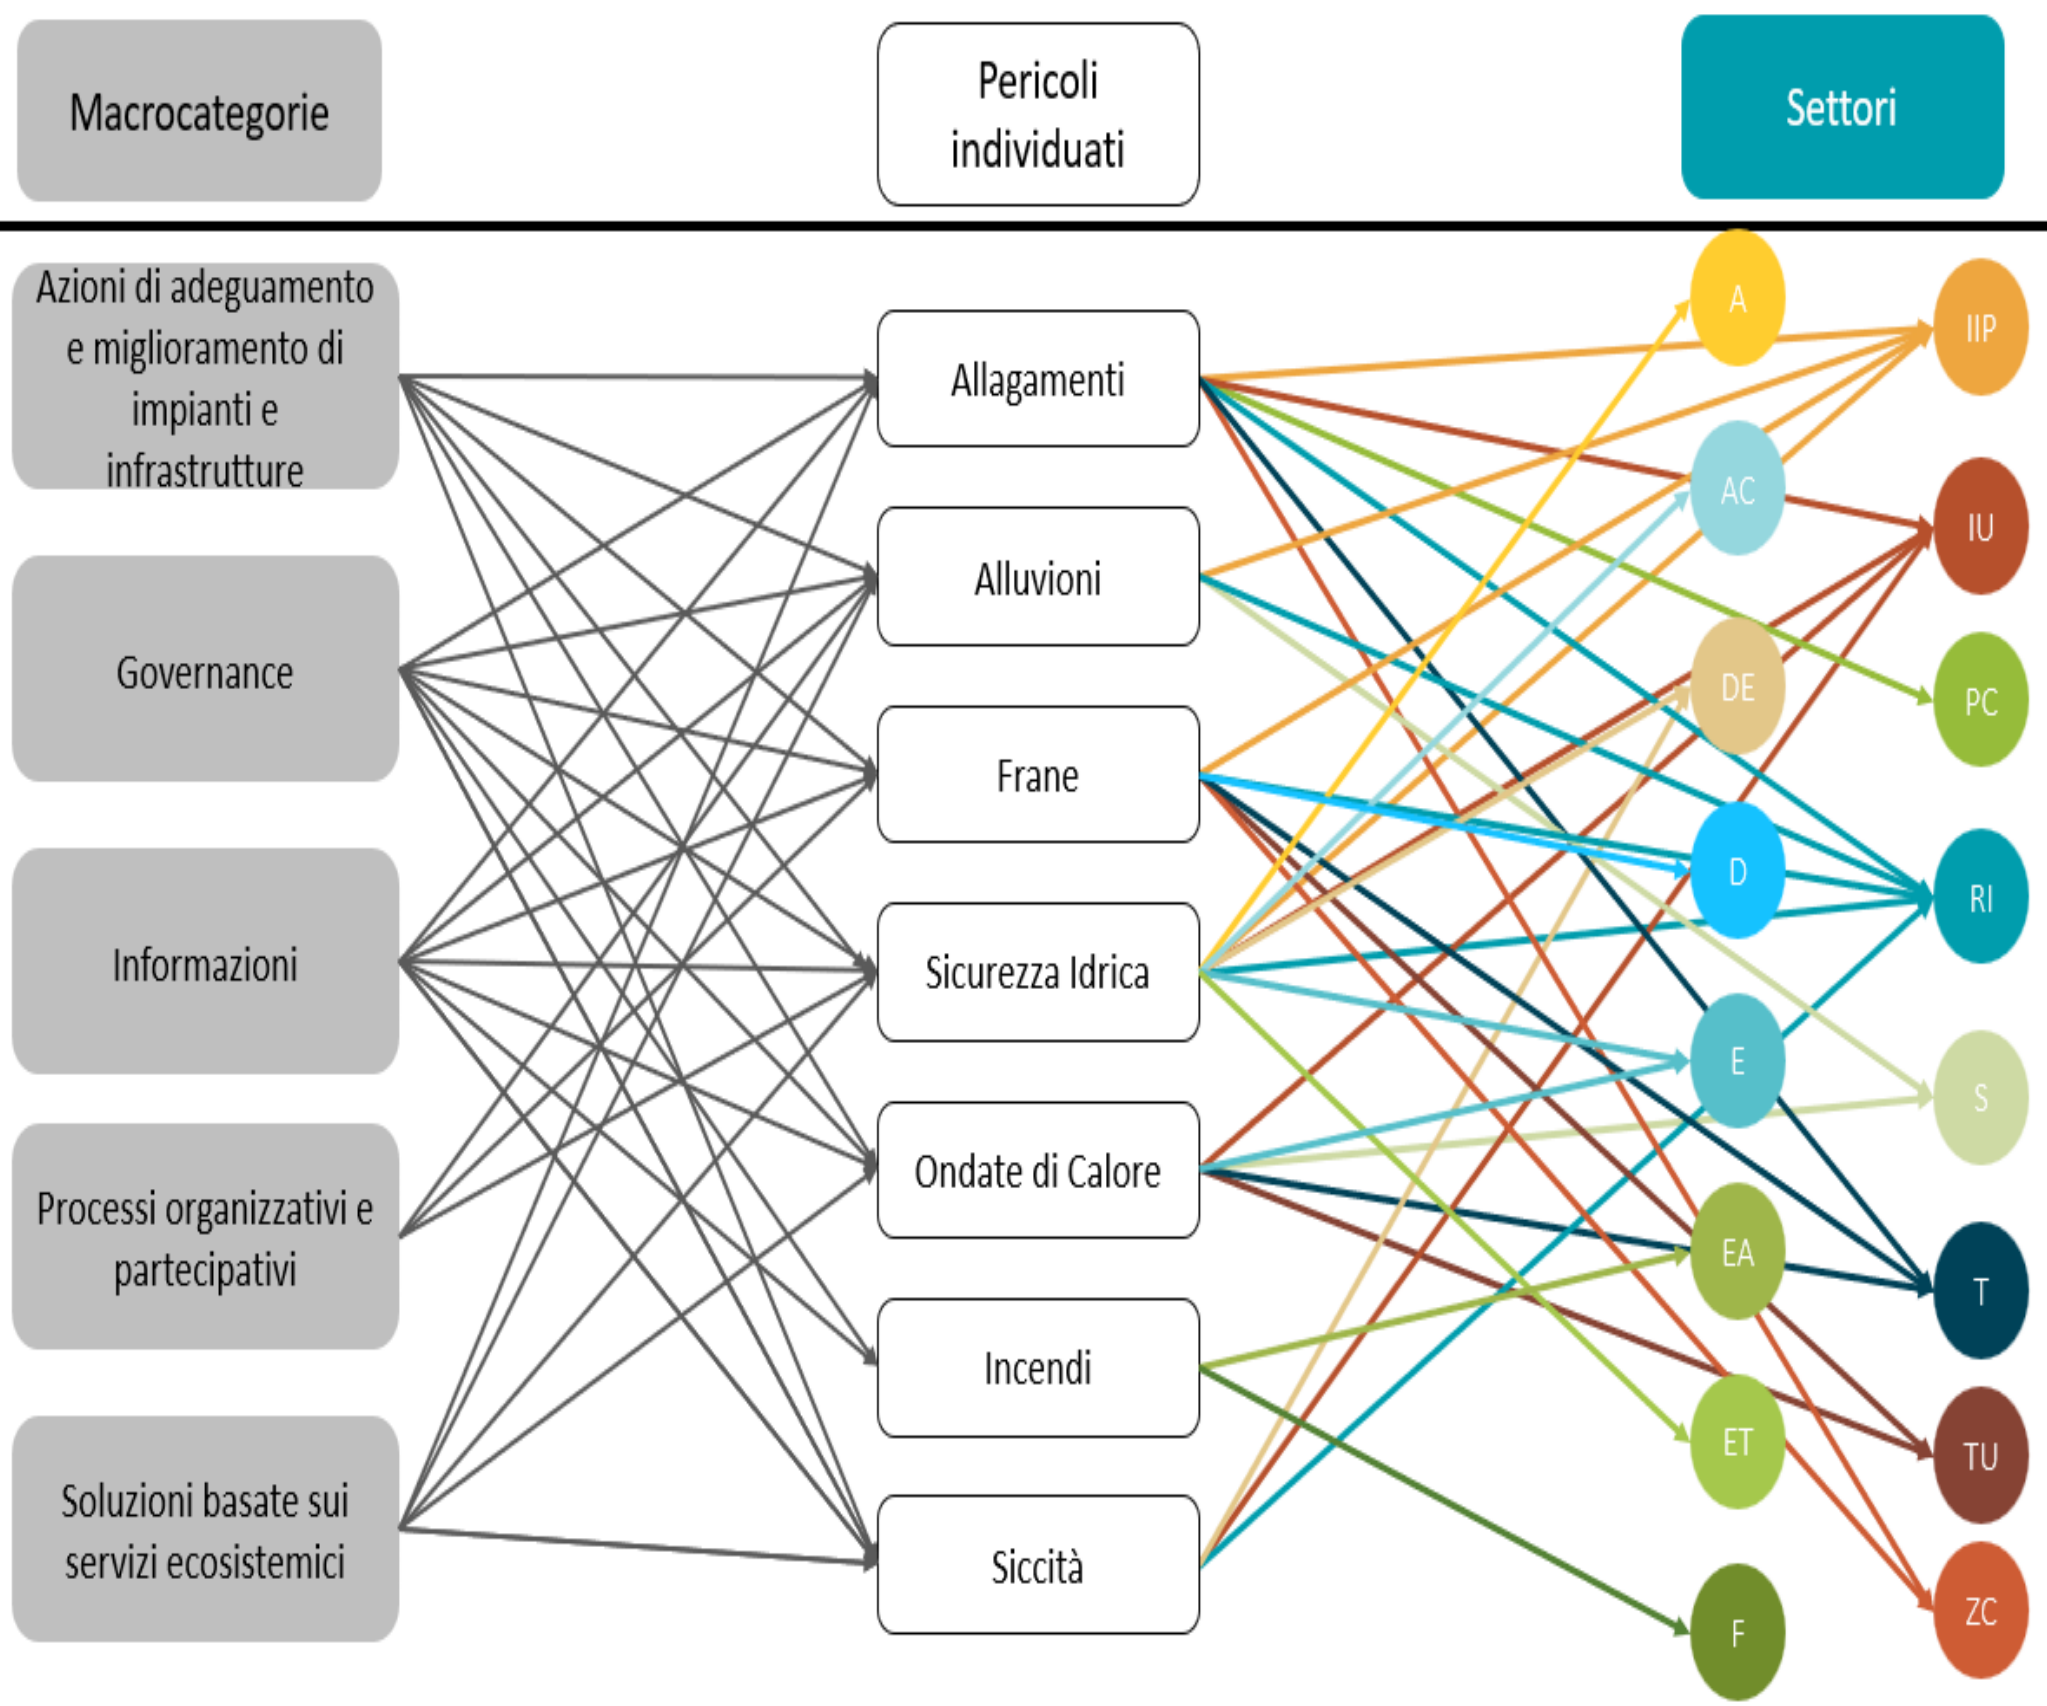 Macrocategorie
Pericoli
individuati
Settori
Azioni di adeguamento
e miglioramento di
impianti e
infrastrutture
Governance
Informazioni
Processi organizzativi e
partecipativi
Soluzioni basate sui
servizi ecosistemici
Allagamenti
Alluvioni
Frane
Sicurezza Idrica
Ondate di Calore
Incendi
Siccità
A
AC
DE
D
E
EA
ET
F
IIP
IU
PC
RI
S
T
TU
ZC